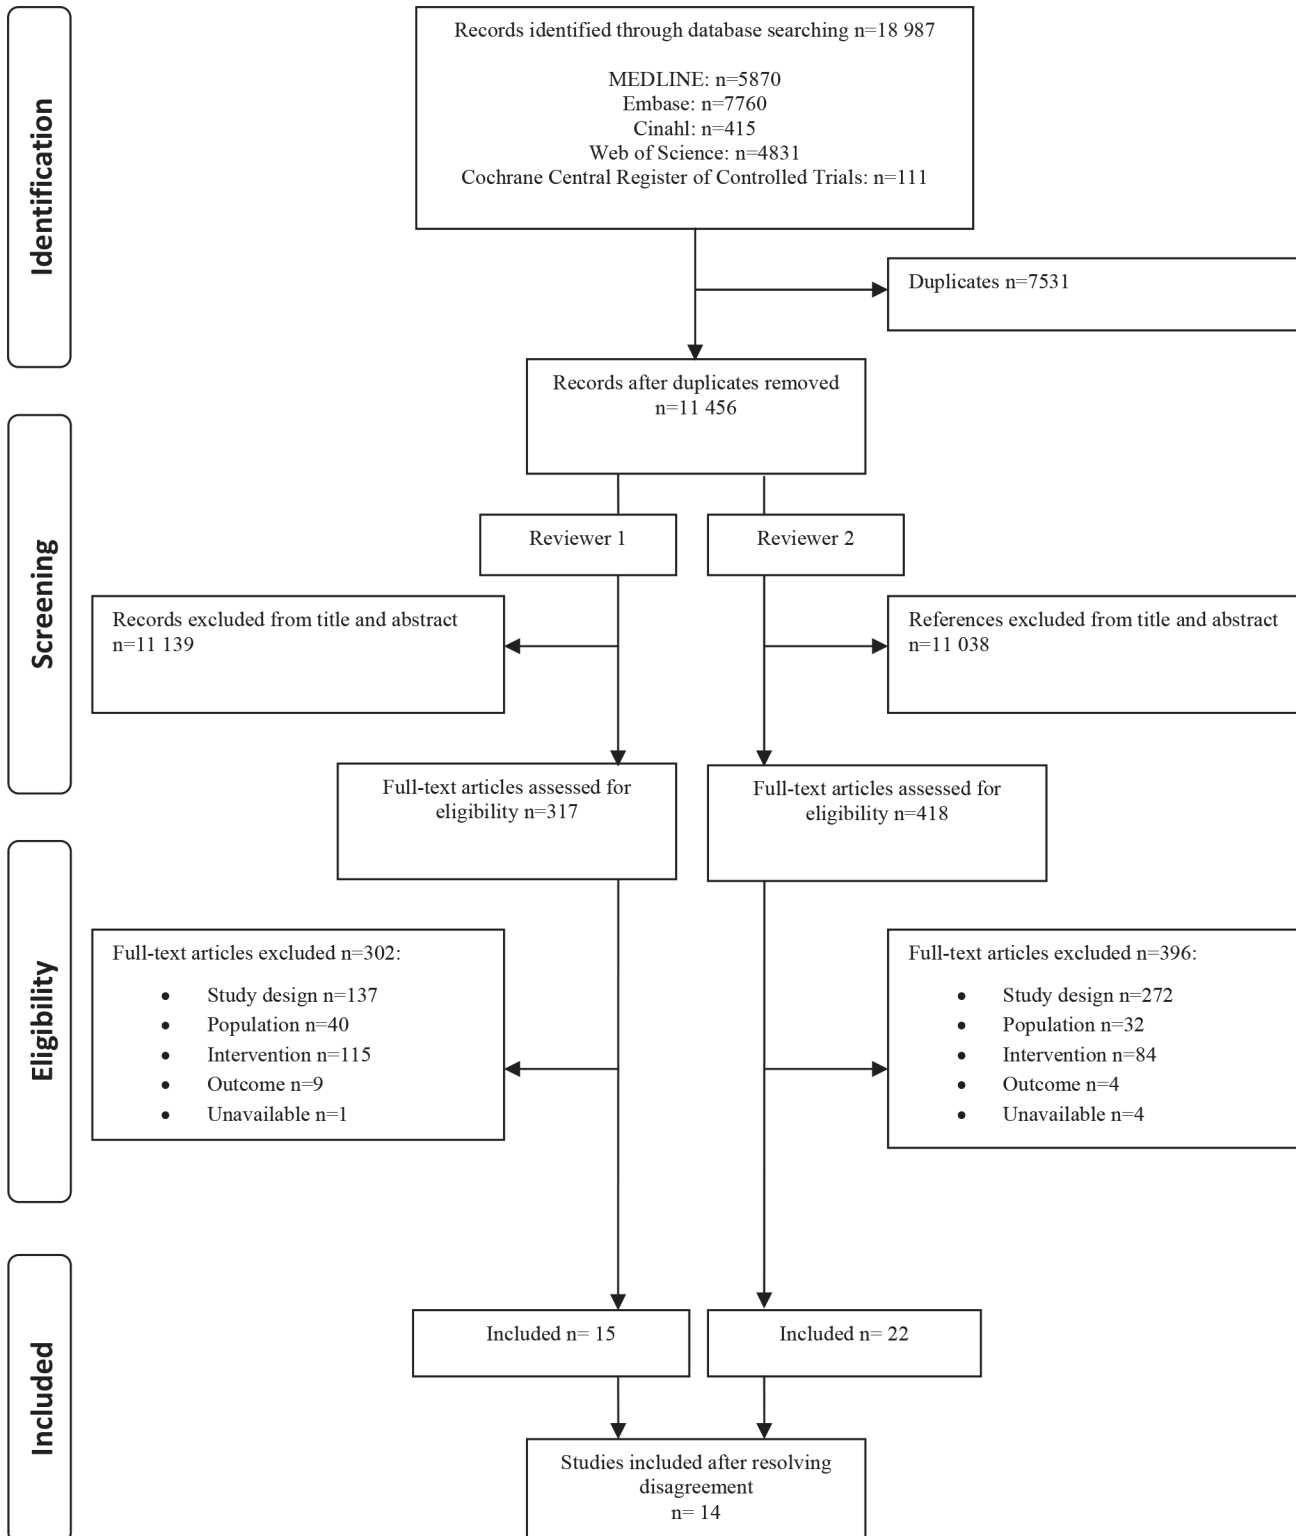 Identification
Records identified through database searching n=18 987
MEDLINE: n=5870
Embase: n=7760
Cinahl: n=415
Web of Science: n=4831
Cochrane Central Register of Controlled Trials: n=111
Duplicates n=7531
Records after duplicates removed
n=11 456
Screening
Reviewer 1
Reviewer 2
Records excluded from title and abstract
n=11 139
References excluded from title and abstract
n=11 038
Full-text articles assessed for
eligibility n=317
Full-text articles assessed for
eligibility n=418
Eligibility
Full-text articles excluded n=302:
• Study design n=137
• Population n=40
• Intervention n=115
• Outcome n=9
• Unavailable n=1
Full-text articles excluded n=396:
• Study design n=272
• Population n=32
• Intervention n=84
• Outcome n=4
• Unavailable n=4
Included
Included n= 15
Included n= 22
Studies included after resolving
disagreement
n= 14